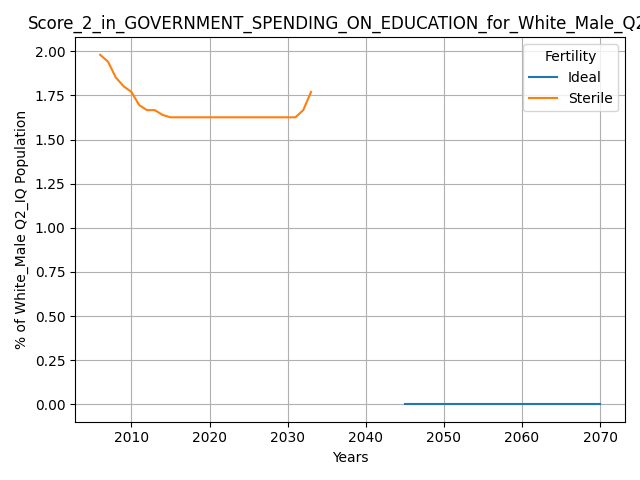 Score_2_in_GOVERNMENT_SPENDING_ON_EDUCATION_for_White_Male_Q2
Fertility
Ideal
Sterile
2.00
1.75
1.50
1.25
1.00
0.75
0.50
0.25
0.00
% of White_Male Q2_IQ Population
2010 2020 2030 2040 2050 2060 2070
Years